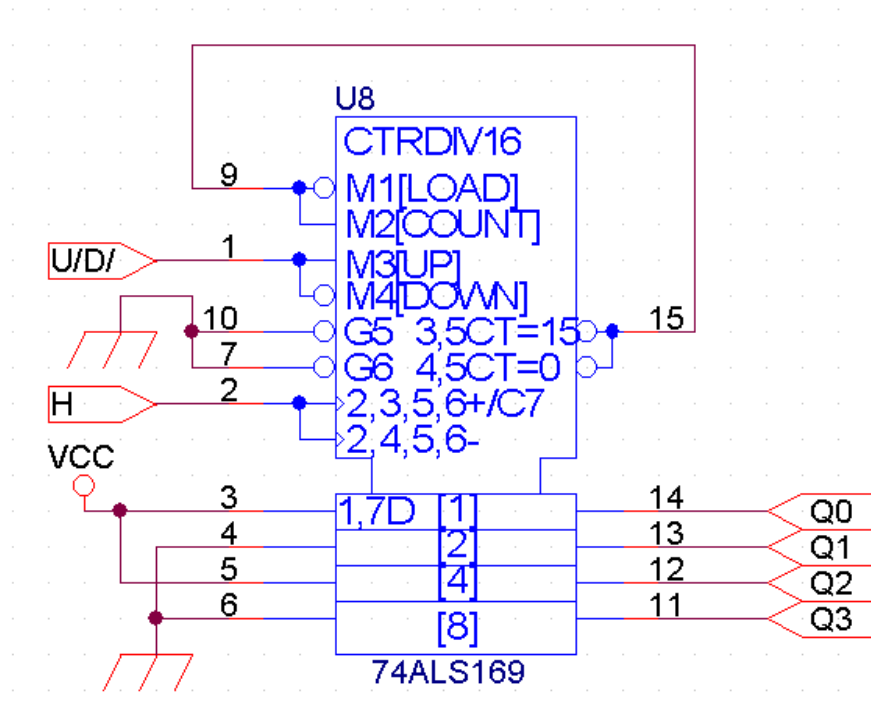 U8
CTRDIV16
9 M1[LOAD]
M2[COUNT]
U/D/ 1 M3[UP]
M4[DOWN]
10 G5 3,5CT=15 15
7 G6 4,5CT=0
H 2 2,3,5,6+/C7
2,4,5,6-
VCC
3 1,7D [1] 14 Q0
4 [2] 13 Q1
5 [4] 12 Q2
6 [8] 11 Q3
74ALS169